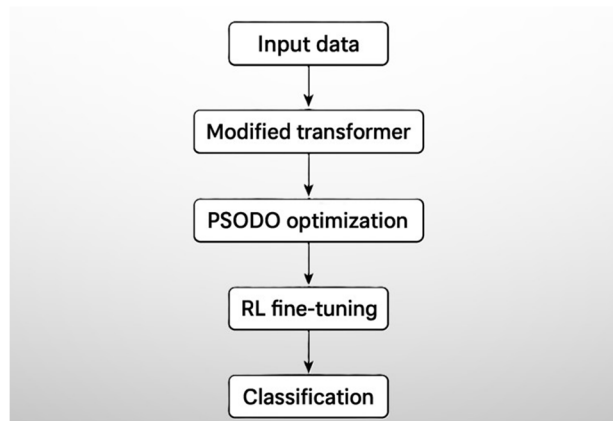 Input data
Modified transformer
PSODO optimization
RL fine-tuning
Classification